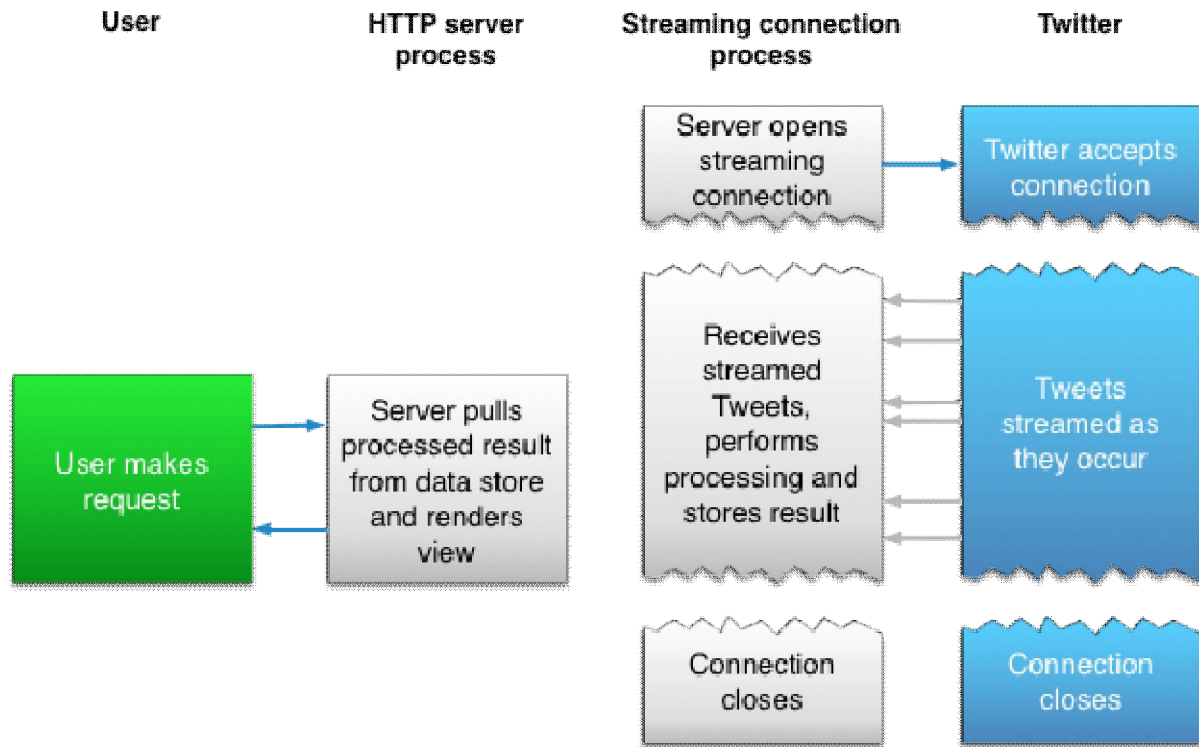 User
HTTP server
process
Streaming connection
process
Twitter
Server opens
streaming
connection
Twitter accepts
connection
User makes
request
Server pulls
processed result
from data store
and renders
view
Receives
streamed
Tweets,
performs
processing and
stores result
Tweets
streamed as
they occur
Connection
closes
Connection
closes